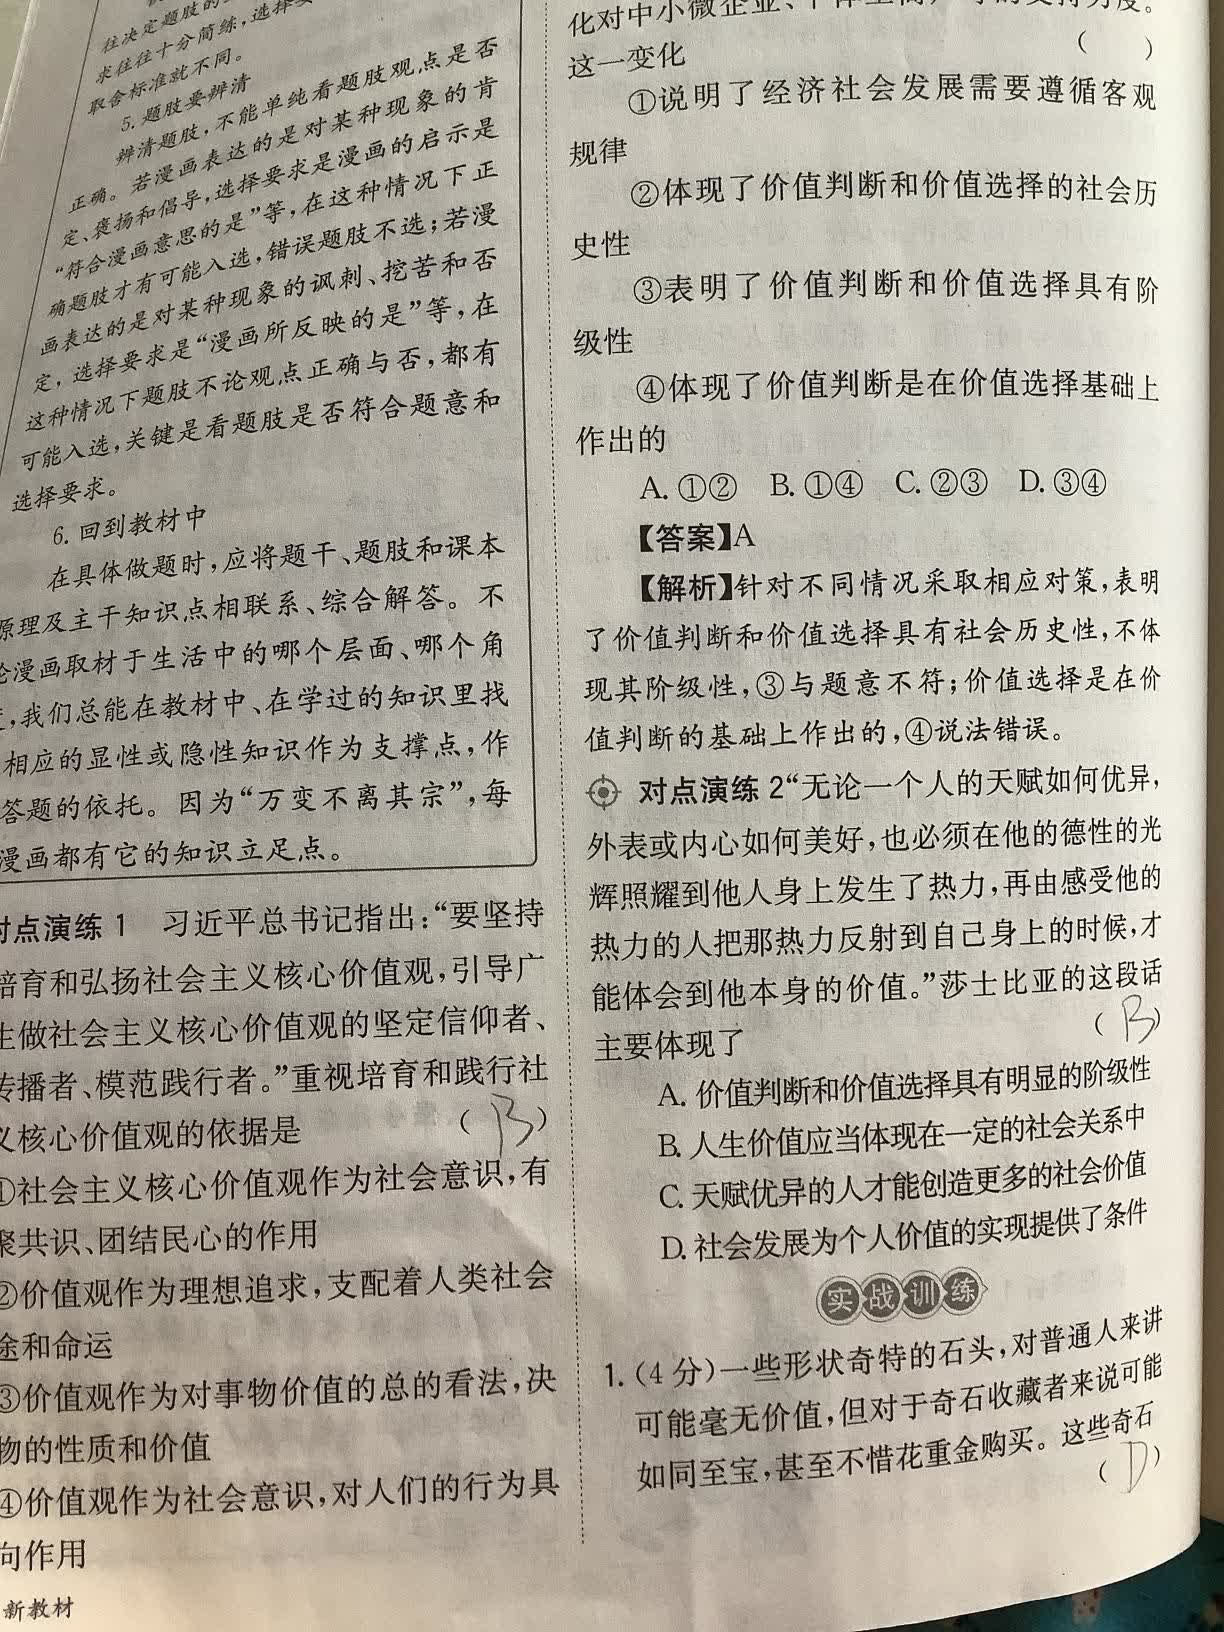 往决定题肢的
求往往十分简练,选择要
取舍标准就不同。
5. 题肢要辨清
辨清题肢,不能单纯看题肢观点是否
正确。若漫画表达的是对某种现象的肯
定、褒扬和倡导,选择要求是漫画的启示是
“符合漫画意思的是”等,在这种情况下正
确题肢才有可能入选,错误题肢不选;若漫
画表达的是对某种现象的讽刺、挖苦和否
定,选择要求是“漫画所反映的是”等,在
这种情况下题肢不论观点正确与否,都有
可能入选,关键是看题肢是否符合题意和
选择要求。
6. 回到教材中
在具体做题时,应将题干、题肢和课本
原理及主干知识点相联系、综合解答。不
论漫画取材于生活中的哪个层面、哪个角
,我们总能在教材中、在学过的知识里找
相应的显性或隐性知识作为支撑点,作
答题的依托。因为“万变不离其宗”,每
漫画都有它的知识立足点。
对点演练1 习近平总书记指出:“要坚持
培育和弘扬社会主义核心价值观,引导广
生做社会主义核心价值观的坚定信仰者、
传播者、模范践行者。”重视培育和践行社
义核心价值观的依据是 (B)
①社会主义核心价值观作为社会意识,有
聚共识、团结民心的作用
②价值观作为理想追求,支配着人类社会
途和命运
③价值观作为对事物价值的总的看法,决
物的性质和价值
④价值观作为社会意识,对人们的行为具
向作用
新教材
化对中小微企业、个体工商
这一变化 ( )
①说明了经济社会发展需要遵循客观
规律
②体现了价值判断和价值选择的社会历
史性
③表明了价值判断和价值选择具有阶
级性
④体现了价值判断是在价值选择基础上
作出的
A. ①② B. ①④ C. ②③ D. ③④
【答案】A
【解析】针对不同情况采取相应对策,表明
了价值判断和价值选择具有社会历史性,不体
现其阶级性,③与题意不符;价值选择是在价
值判断的基础上作出的,④说法错误。
对点演练2“无论一个人的天赋如何优异,
外表或内心如何美好,也必须在他的德性的光
辉照耀到他人身上发生了热力,再由感受他的
热力的人把那热力反射到自己身上的时候,才
能体会到他本身的价值。”莎士比亚的这段话
主要体现了 (B)
A. 价值判断和价值选择具有明显的阶级性
B. 人生价值应当体现在一定的社会关系中
C. 天赋优异的人才能创造更多的社会价值
D. 社会发展为个人价值的实现提供了条件
实战训练
1. (4分)一些形状奇特的石头,对普通人来讲
可能毫无价值,但对于奇石收藏者来说可能
如同至宝,甚至不惜花重金购买。这些奇石
(D)